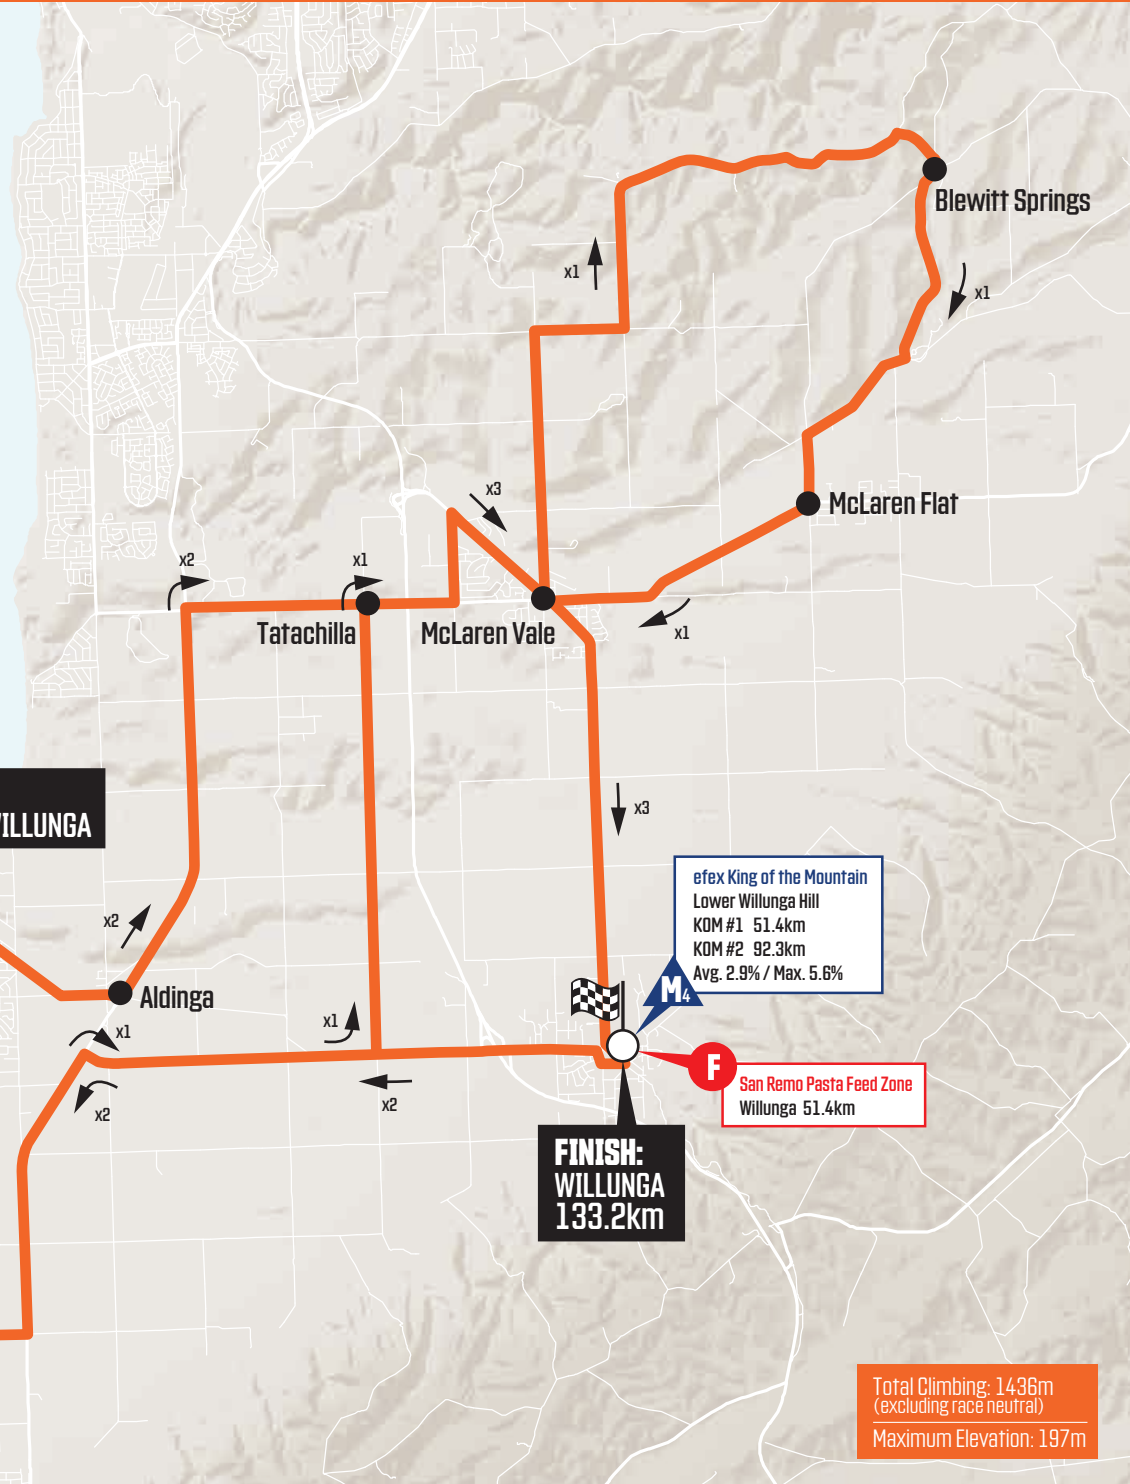 Blewitt Springs
x1
x1
McLaren Flat
x3
x2
x1
Tatachilla
McLaren Vale
x1
x3
ILLUNGA
efex King of the Mountain
Lower Willunga Hill
KOM #1 51.4km
KOM #2 92.3km
Avg. 2.9% / Max. 5.6%
M4
x2
Aldinga
x1
x1
x2
x2
F
San Remo Pasta Feed Zone
Willunga 51.4km
FINISH:
WILLUNGA
133.2km
Total Climbing: 1436m
(excluding race neutral)
Maximum Elevation: 197m